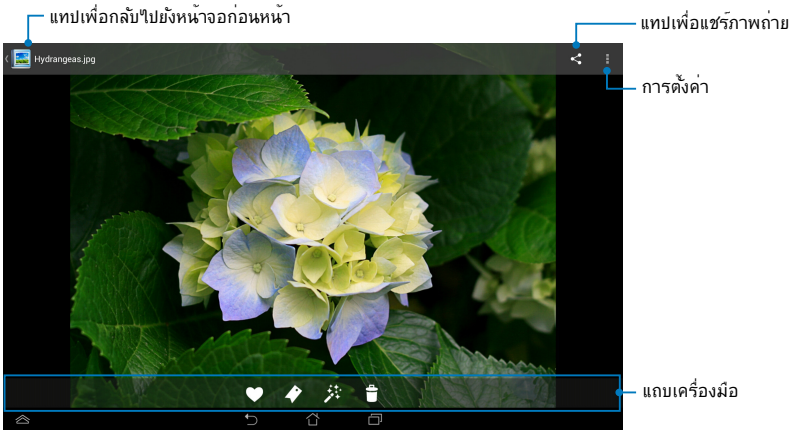 แทปเพื่อกลับไปยังหน้าจอก่อนหน้า
แทปเพื่อแชร์ภาพถ่าย
Hydrangeas.jpg
การตั้งค่า
แถบเครื่องมือ